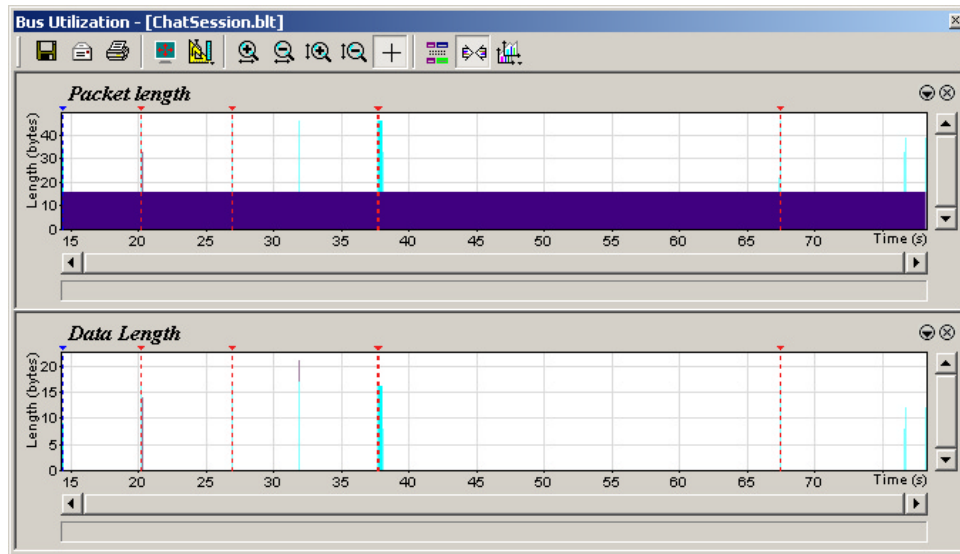 Bus Utilization - [ChatSession.blt]
Packet length
Length (bytes)
40
30
20
10
0
15 20 25 30 35 40 45 50 55 60 65 70 Time (s)
Data Length
Length (bytes)
20
15
10
5
0
15 20 25 30 35 40 45 50 55 60 65 70 Time (s)